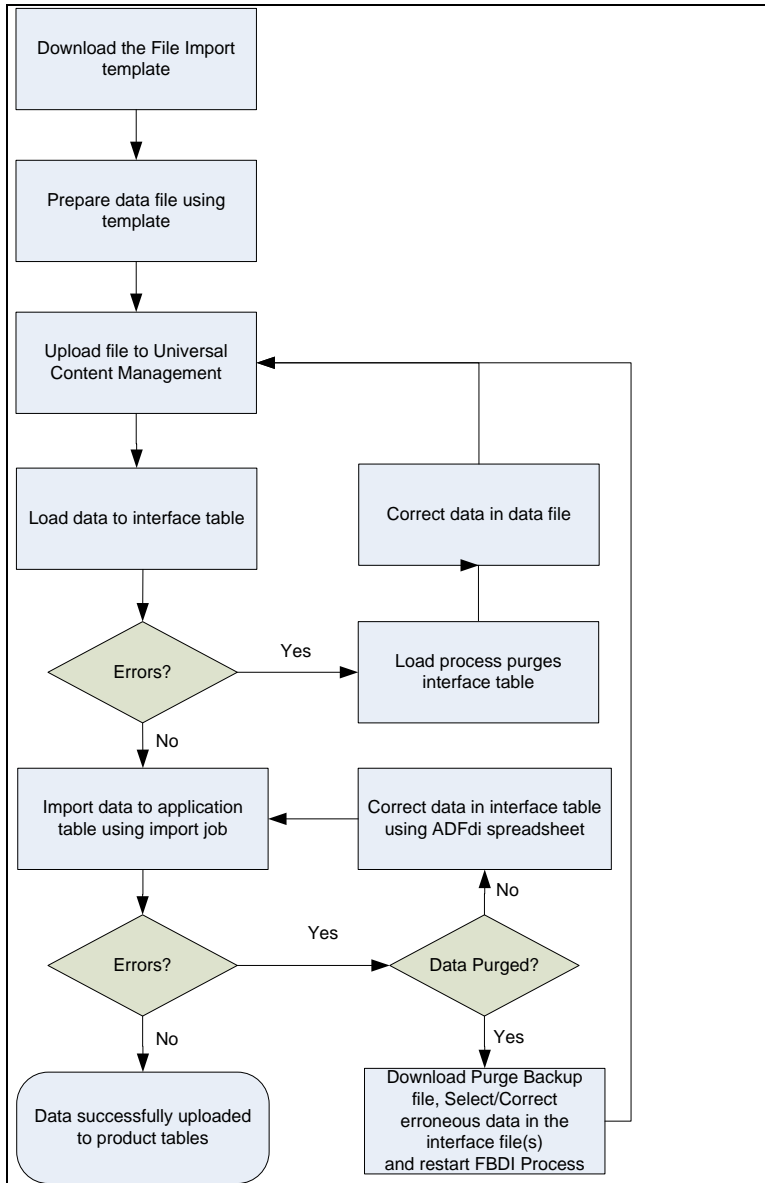 Download the File Import
template
Prepare data file using
template
Upload file to Universal
Content Management
Load data to interface table
Correct data in data file
Errors?
Yes
Load process purges
interface table
No
Import data to application
table using import job
Correct data in interface table
using ADFdi spreadsheet
No
Errors?
Yes
Data Purged?
No
Yes
Data successfully uploaded
to product tables
Download Purge Backup
file, Select/Correct
erroneous data in the
interface file(s)
and restart FBDI Process